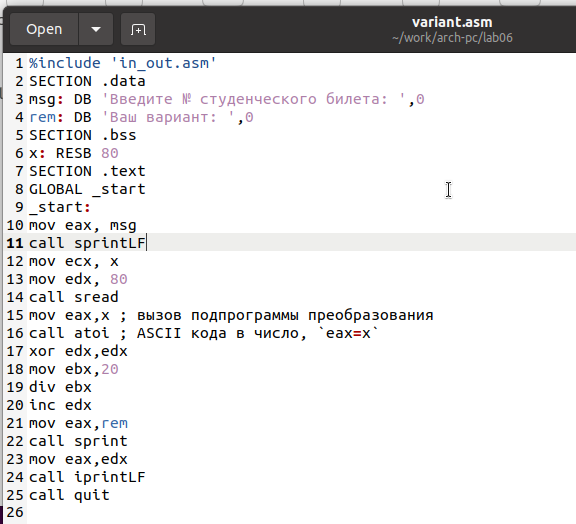 Open
variant.asm
~/work/arch-pc/lab06
1 %include 'in_out.asm'
2 SECTION .data
3 msg: DB 'Введите № студенческого билета: ',0
4 rem: DB 'Ваш вариант: ',0
5 SECTION .bss
6 x: RESB 80
7 SECTION .text
8 GLOBAL _start
9 _start:
10 mov eax, msg
11 call sprintLF
12 mov ecx, x
13 mov edx, 80
14 call sread
15 mov eax,x ; вызов подпрограммы преобразования
16 call atoi ; ASCII кода в число, `eax=x`
17 xor edx,edx
18 mov ebx,20
19 div ebx
20 inc edx
21 mov eax,rem
22 call sprint
23 mov eax,edx
24 call iprintLF
25 call quit
26